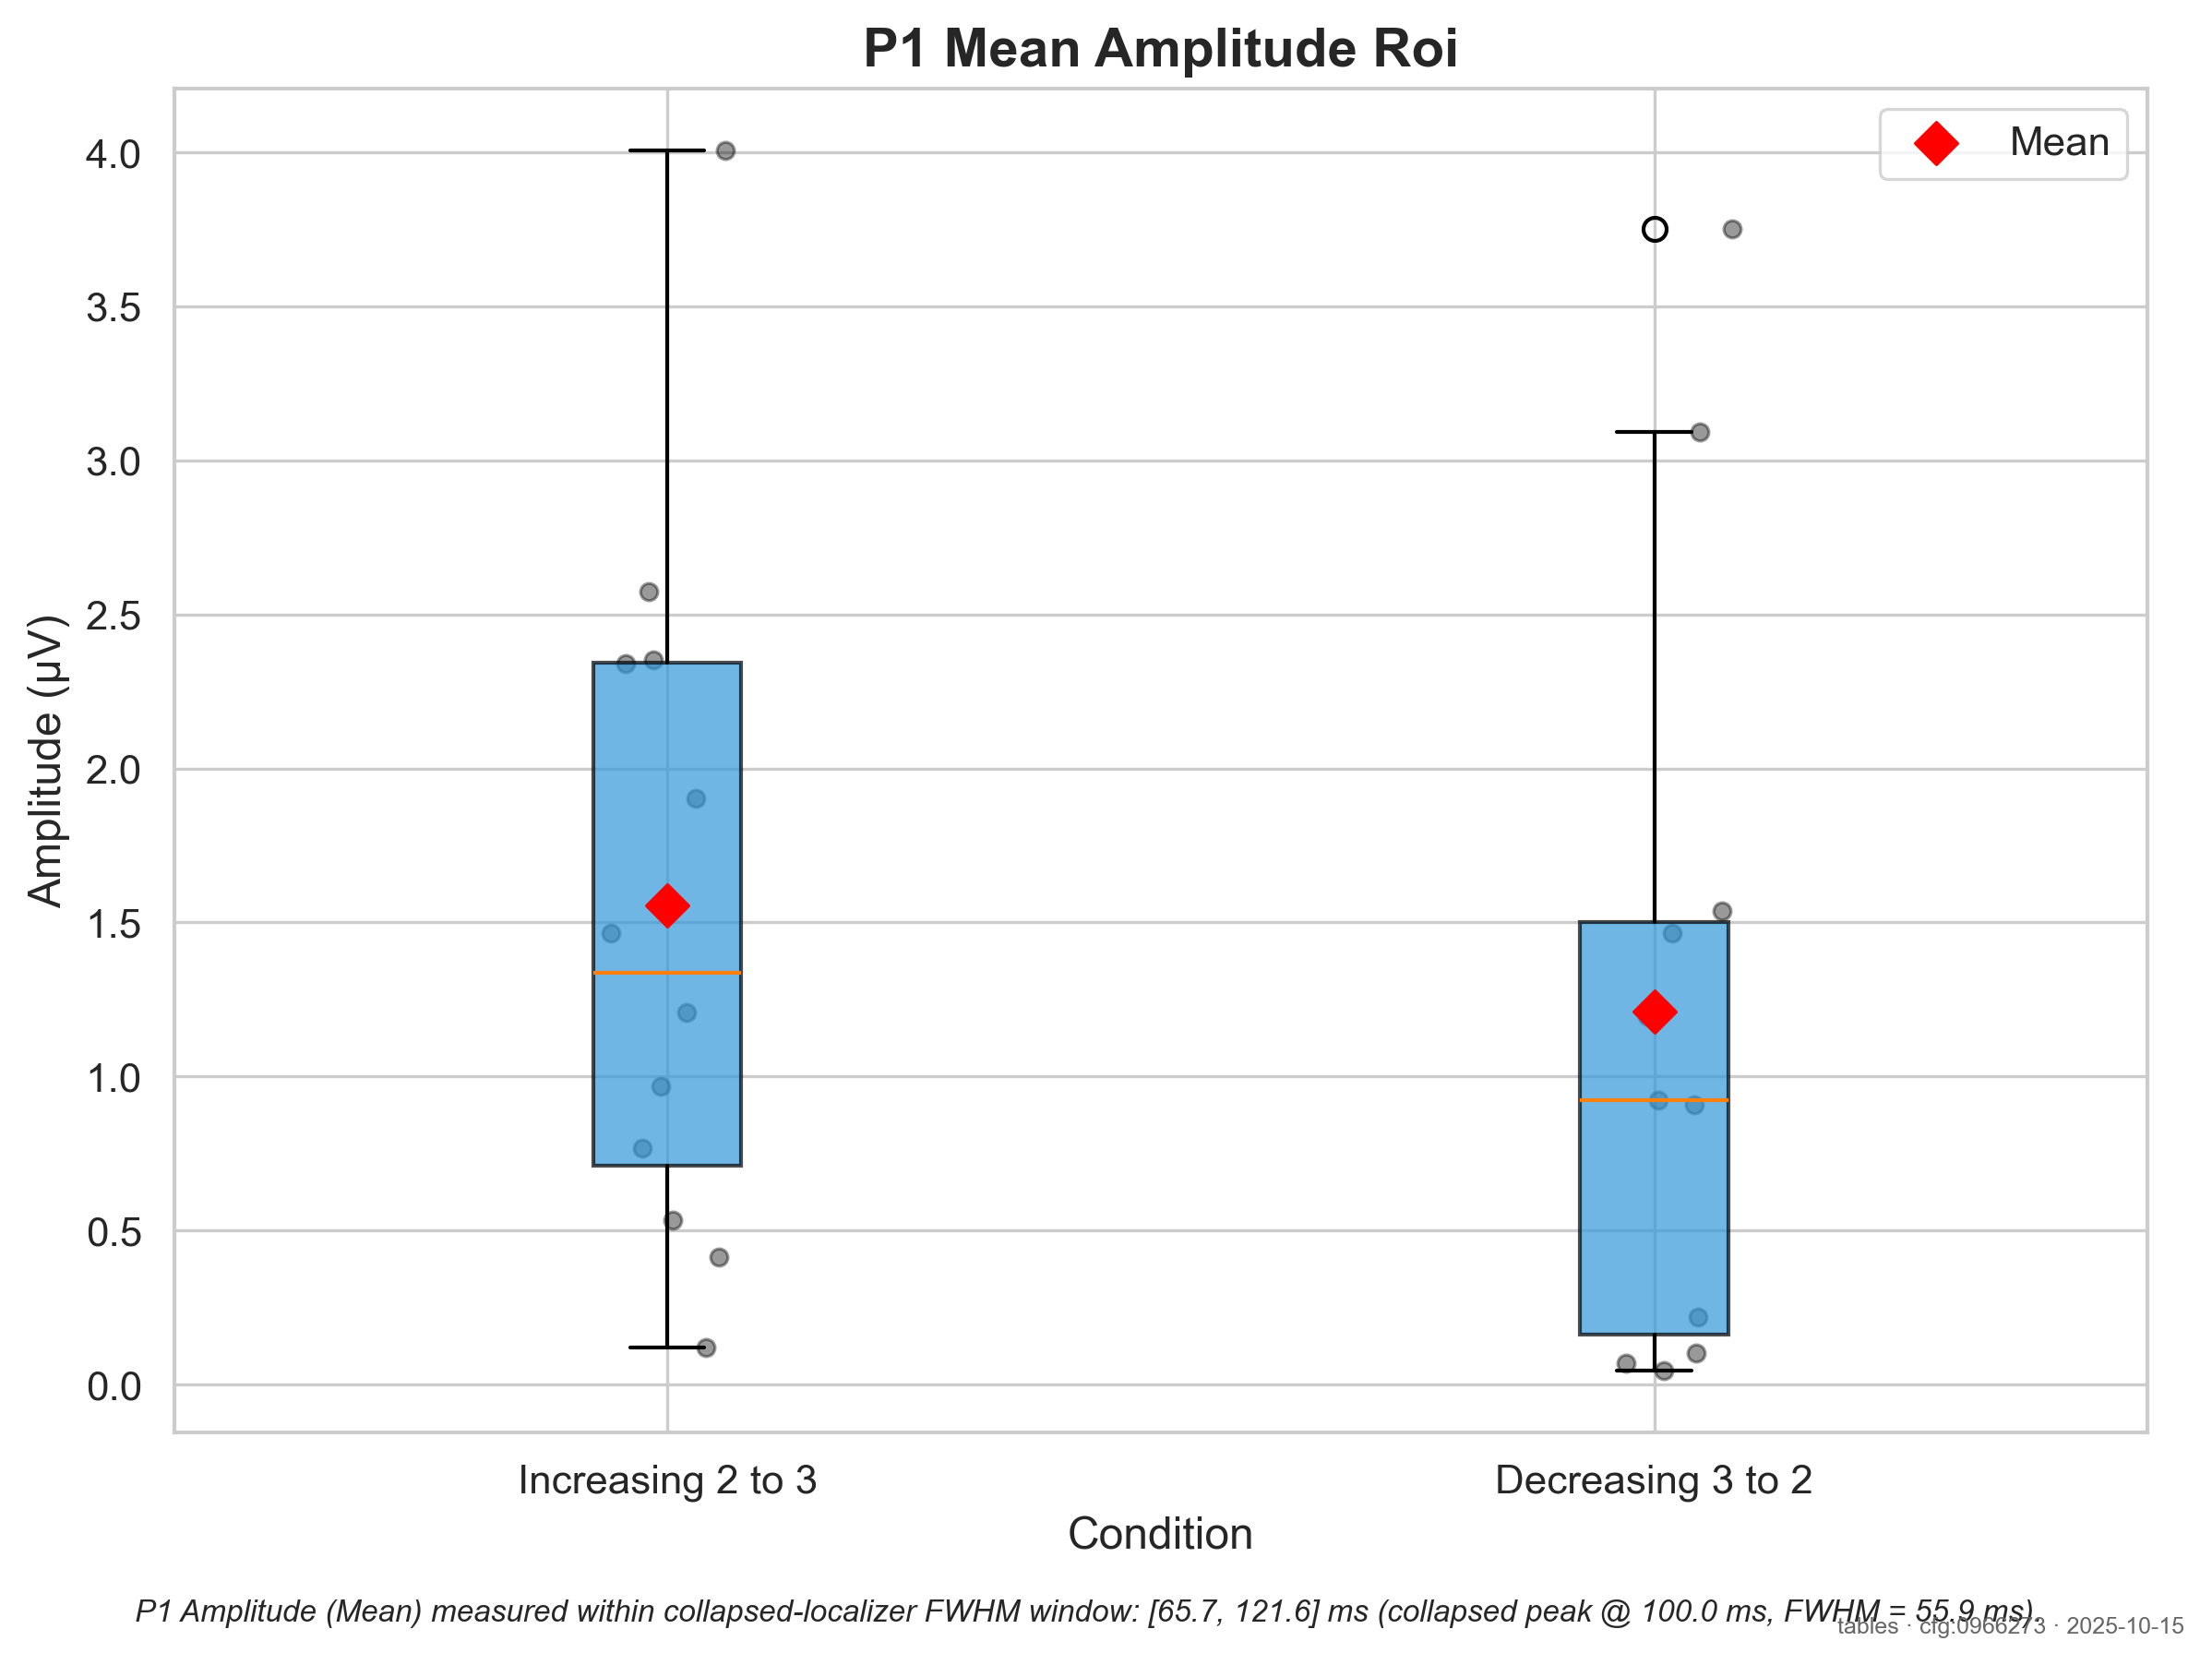 P1 Mean Amplitude Roi
Mean
4.0
3.5
3.0
2.5
2.0
1.5
1.0
0.5
0.0
Amplitude (µV)
Increasing 2 to 3
Decreasing 3 to 2
Condition
P1 Amplitude (Mean) measured within collapsed-localizer FWHM window: [65.7, 121.6] ms (collapsed peak @ 100.0 ms, FWHM = 55.9 ms).
tables · cfg:0966273 · 2025-10-15